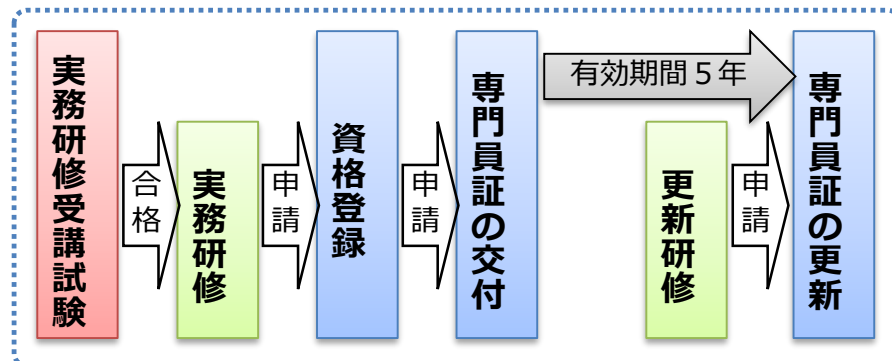 実務研修受講試験
合格
実務研修
申請
資格登録
申請
専門員証の交付
有効期間5年
更新研修
申請
専門員証の更新